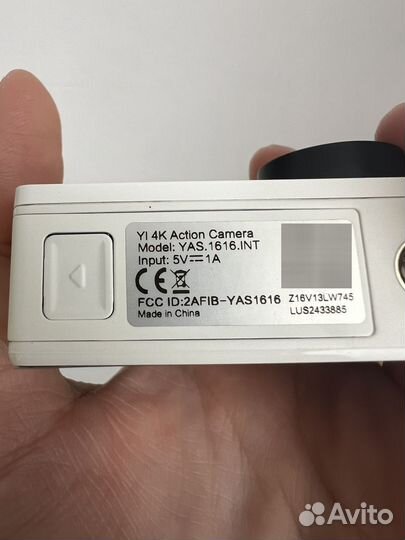 YI 4K Action Camera
Model: YAS.1616.INT
Input: 5V⎓1A
CE
FCC ID:2AFIB-YAS1616
Made in China
Z16V13LW745
LUS2433885
Avito